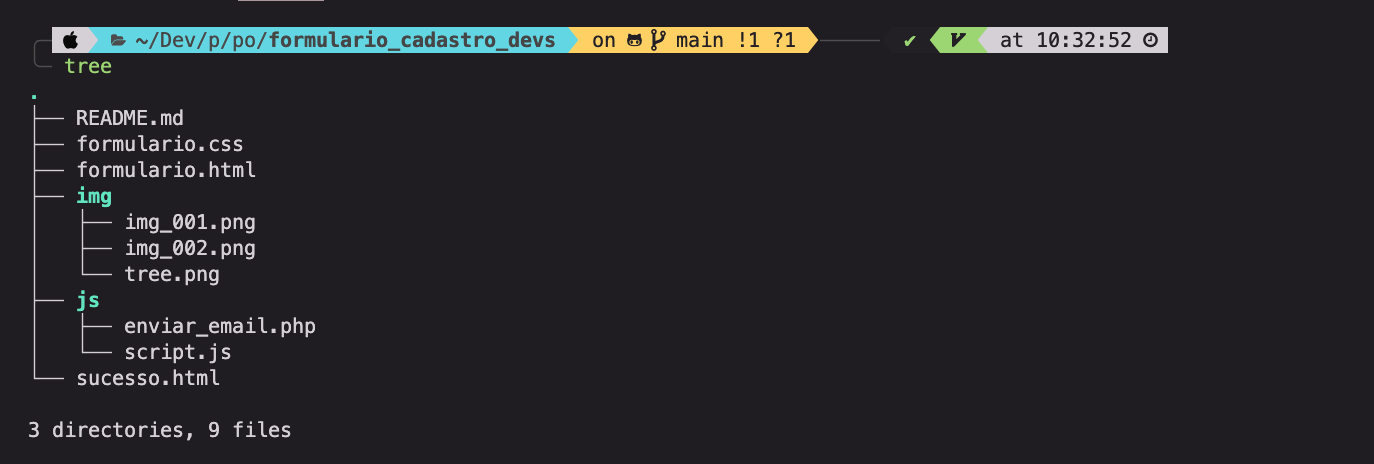 ~/Dev/p/po/formulario_cadastro_devs on main !1 ?1 ✔ at 10:32:52
tree
.
├── README.md
├── formulario.css
├── formulario.html
├── img
│   ├── img_001.png
│   ├── img_002.png
│   └── tree.png
├── js
│   ├── enviar_email.php
│   └── script.js
└── sucesso.html
3 directories, 9 files